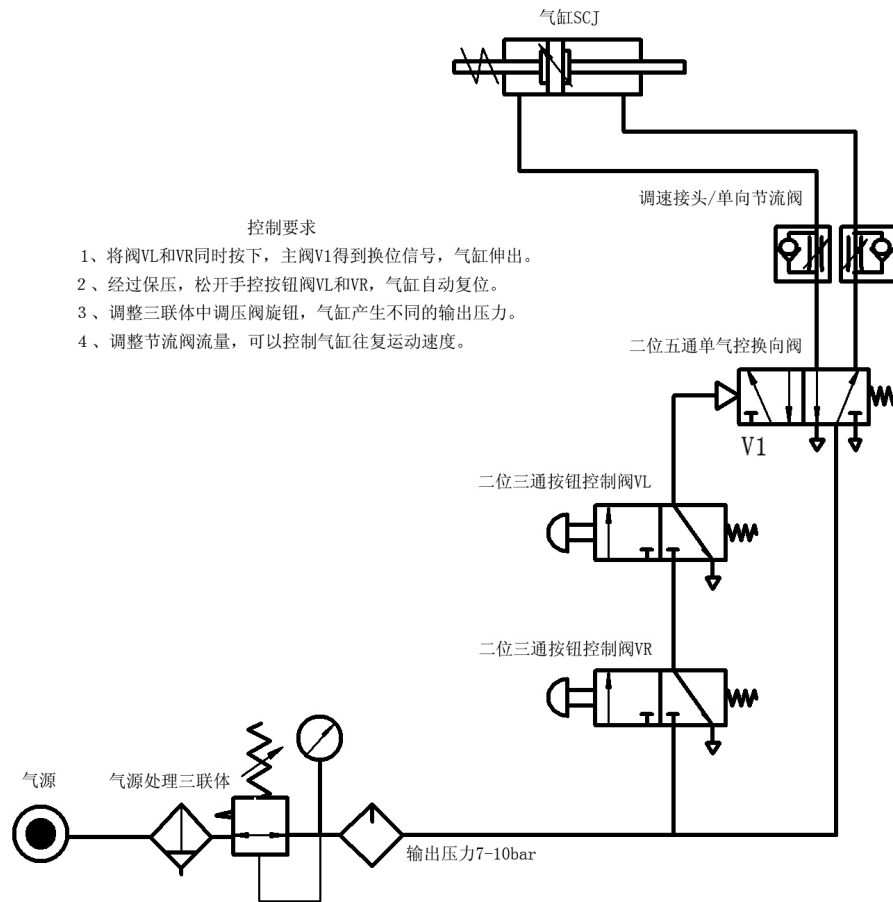 气缸SCJ
调速接头/单向节流阀
控制要求
1、将阀VL和VR同时按下，主阀V1得到换位信号，气缸伸出。
2、经过保压，松开手控按钮阀VL和VR，气缸自动复位。
3、调整三联体中调压阀旋钮，气缸产生不同的输出压力。
4、调整节流阀流量，可以控制气缸往复运动速度。
二位五通单气控换向阀
V1
二位三通按钮控制阀VL
二位三通按钮控制阀VR
气源
气源处理三联体
输出压力7-10bar